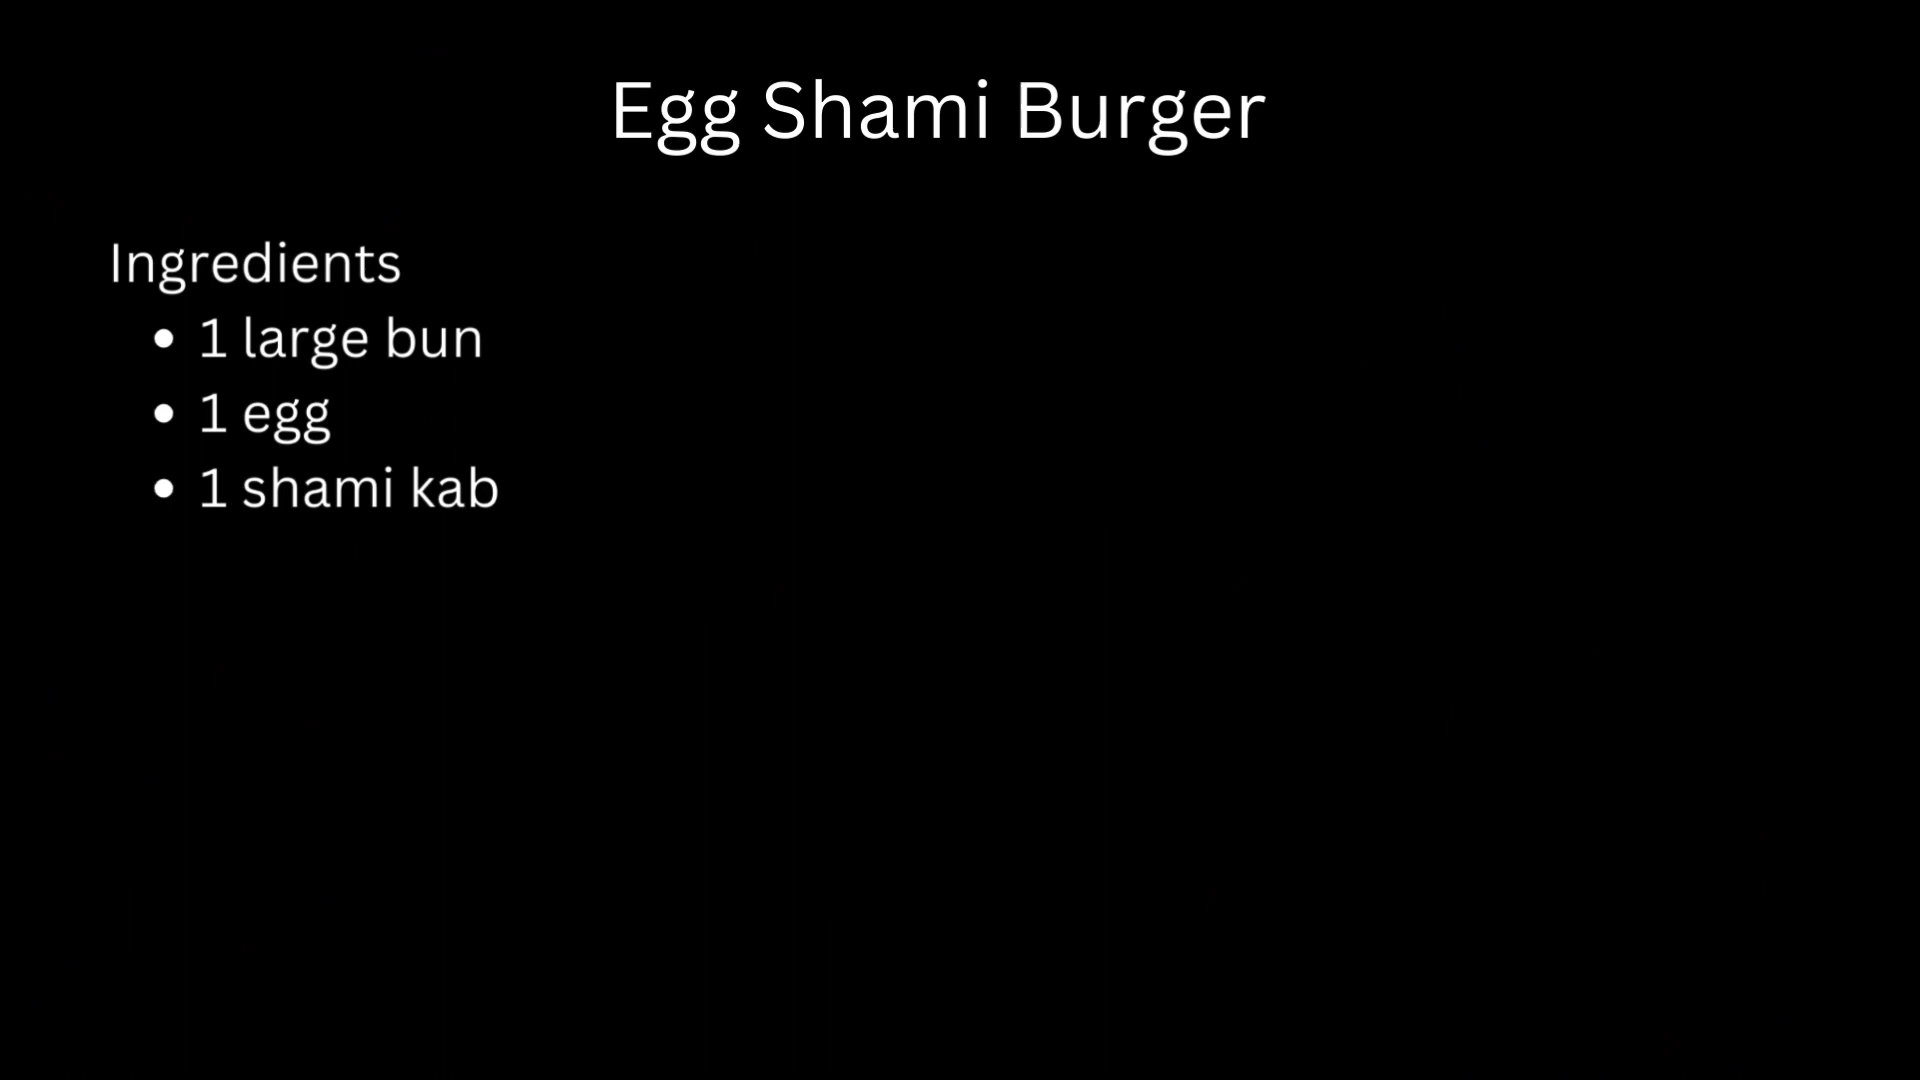 Egg Shami Burger
Ingredients
• 1 large bun
• 1 egg
• 1 shami kab